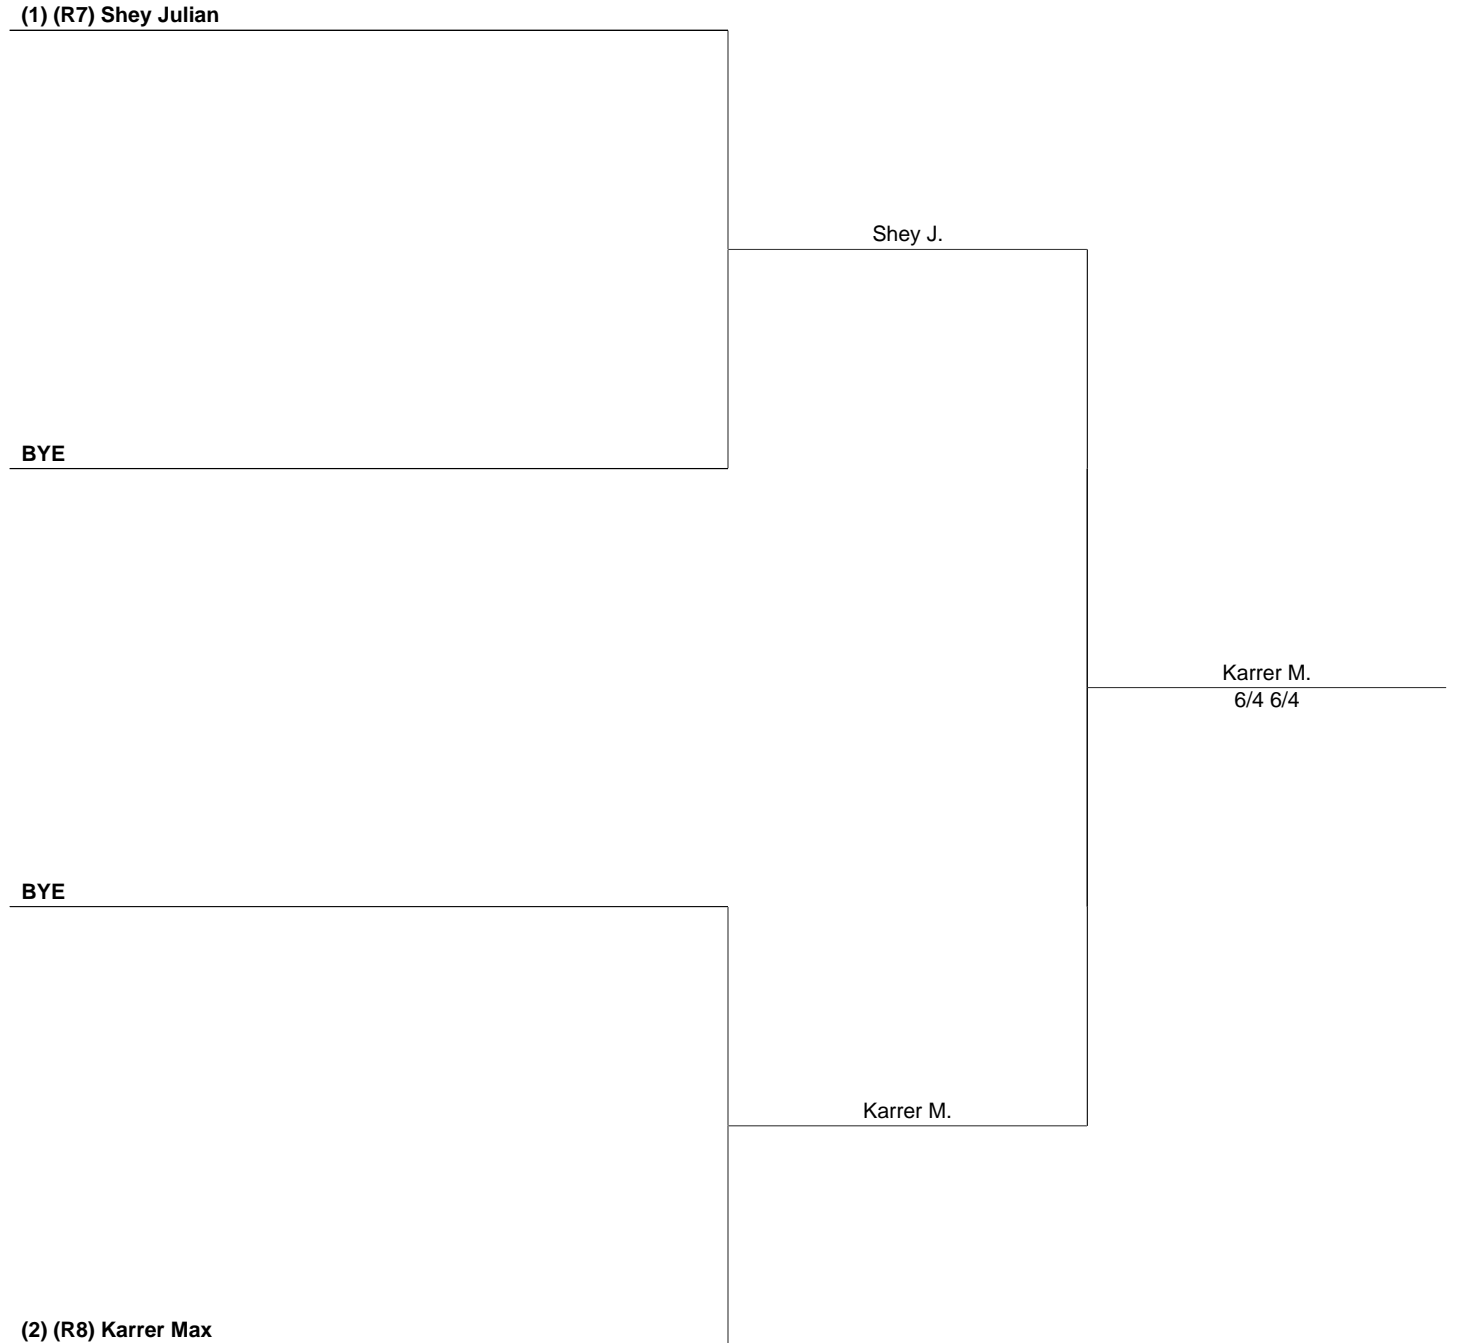 (1) (R7) Shey Julian
Shey J.
BYE
Karrer M.
6/4 6/4
BYE
Karrer M.
(2) (R8) Karrer Max